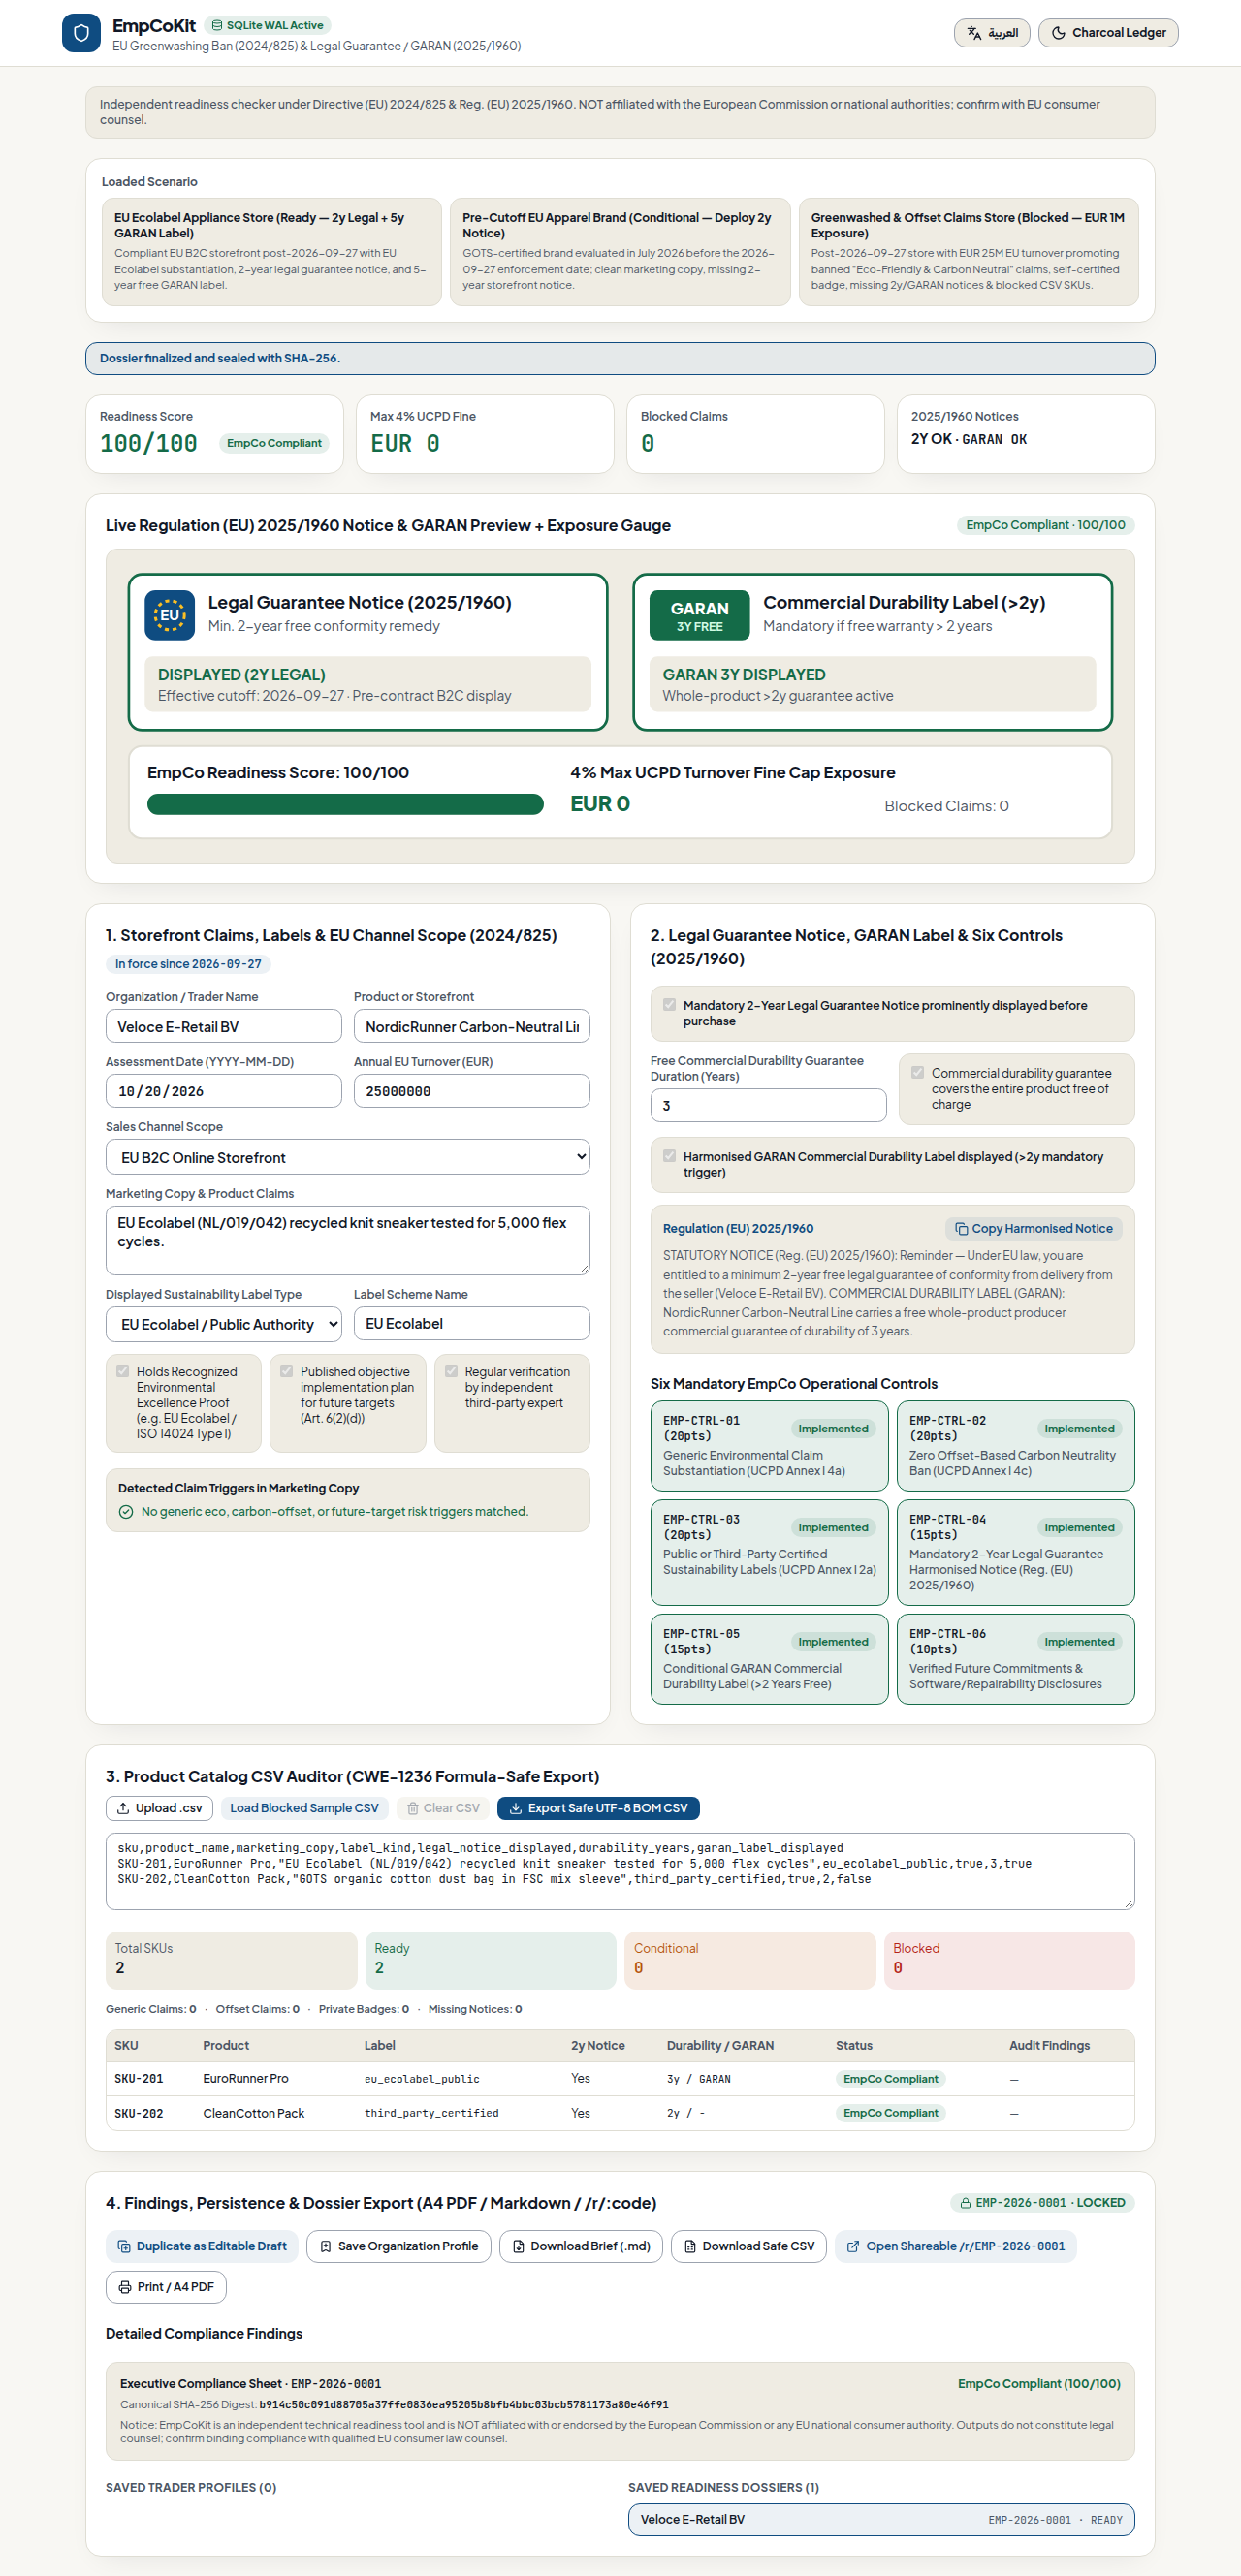 EmpCoKit
SQLite WAL Active
EU Greenwashing Ban (2024/825) & Legal Guarantee / GARAN (2025/1960)
العربية
Charcoal Ledger
Independent readiness checker under Directive (EU) 2024/825 & Reg. (EU) 2025/1960. NOT affiliated with the European Commission or national authorities; confirm with EU consumer
counsel.
Loaded Scenario
EU Ecolabel Appliance Store (Ready — 2y Legal + 5y
GARAN Label)
Compliant EU B2C storefront post-2026-09-27 with EU
Ecolabel substantiation, 2-year legal guarantee notice, and 5-
year free GARAN label.
Pre-Cutoff EU Apparel Brand (Conditional — Deploy 2y
Notice)
GOTS-certified brand evaluated in July 2026 before the 2026-
09-27 enforcement date; clean marketing copy, missing 2-
year storefront notice.
Greenwashed & Offset Claims Store (Blocked — EUR 1M
Exposure)
Post-2026-09-27 store with EUR 25M EU turnover promoting
banned "Eco-Friendly & Carbon Neutral" claims, self-certified
badge, missing 2y/GARAN notices & blocked CSV SKUs.
Dossier finalized and sealed with SHA-256.
Readiness Score
100/100
EmpCo Compliant
Max 4% UCPD Fine
EUR 0
Blocked Claims
0
2025/1960 Notices
2Y OK · GARAN OK
Live Regulation (EU) 2025/1960 Notice & GARAN Preview + Exposure Gauge
EmpCo Compliant · 100/100
EU
Legal Guarantee Notice (2025/1960)
Min. 2-year free conformity remedy
DISPLAYED (2Y LEGAL)
Effective cutoff: 2026-09-27 · Pre-contract B2C display
GARAN
3Y FREE
Commercial Durability Label (>2y)
Mandatory if free warranty > 2 years
GARAN 3Y DISPLAYED
Whole-product >2y guarantee active
EmpCo Readiness Score: 100/100
4% Max UCPD Turnover Fine Cap Exposure
EUR 0
Blocked Claims: 0
1. Storefront Claims, Labels & EU Channel Scope (2024/825)
In force since 2026-09-27
Organization / Trader Name
Product or Storefront
Veloce E-Retail BV
NordicRunner Carbon-Neutral Lin
Assessment Date (YYYY-MM-DD)
Annual EU Turnover (EUR)
10/20/2026
25000000
Sales Channel Scope
EU B2C Online Storefront
Marketing Copy & Product Claims
EU Ecolabel (NL/019/042) recycled knit sneaker tested for 5,000 flex
cycles.
Displayed Sustainability Label Type
Label Scheme Name
EU Ecolabel / Public Authority
EU Ecolabel
Holds Recognized
Environmental
Excellence Proof
(e.g. EU Ecolabel /
ISO 14024 Type I)
Published objective
implementation plan
for future targets
(Art. 6(2)(d))
Regular verification
by independent
third-party expert
Detected Claim Triggers in Marketing Copy
No generic eco, carbon-offset, or future-target risk triggers matched.
2. Legal Guarantee Notice, GARAN Label & Six Controls
(2025/1960)
Mandatory 2-Year Legal Guarantee Notice prominently displayed before
purchase
Free Commercial Durability Guarantee
Duration (Years)
3
Commercial durability guarantee
covers the entire product free of
charge
Harmonised GARAN Commercial Durability Label displayed (>2y mandatory
trigger)
Regulation (EU) 2025/1960
Copy Harmonised Notice
STATUTORY NOTICE (Reg. (EU) 2025/1960): Reminder — Under EU law, you are
entitled to a minimum 2-year free legal guarantee of conformity from delivery from
the seller (Veloce E-Retail BV). COMMERCIAL DURABILITY LABEL (GARAN):
NordicRunner Carbon-Neutral Line carries a free whole-product producer
commercial guarantee of durability of 3 years.
Six Mandatory EmpCo Operational Controls
EMP-CTRL-01
(20pts)
Implemented
Generic Environmental Claim
Substantiation (UCPD Annex I 4a)
EMP-CTRL-02
(20pts)
Implemented
Zero Offset-Based Carbon Neutrality
Ban (UCPD Annex I 4c)
EMP-CTRL-03
(20pts)
Implemented
Public or Third-Party Certified
Sustainability Labels (UCPD Annex I 2a)
EMP-CTRL-04
(15pts)
Implemented
Mandatory 2-Year Legal Guarantee
Harmonised Notice (Reg. (EU)
2025/1960)
EMP-CTRL-05
(15pts)
Implemented
Conditional GARAN Commercial
Durability Label (>2 Years Free)
EMP-CTRL-06
(10pts)
Implemented
Verified Future Commitments &
Software/Repairability Disclosures
3. Product Catalog CSV Auditor (CWE-1236 Formula-Safe Export)
Upload .csv
Load Blocked Sample CSV
Clear CSV
Export Safe UTF-8 BOM CSV
sku,product_name,marketing_copy,label_kind,legal_notice_displayed,durability_years,garan_label_displayed
SKU-201,EuroRunner Pro,"EU Ecolabel (NL/019/042) recycled knit sneaker tested for 5,000 flex cycles",eu_ecolabel_public,true,3,true
SKU-202,CleanCotton Pack,"GOTS organic cotton dust bag in FSC mix sleeve",third_party_certified,true,2,false
Total SKUs
2
Ready
2
Conditional
0
Blocked
0
Generic Claims: 0 · Offset Claims: 0 · Private Badges: 0 · Missing Notices: 0
SKU Product Label 2y Notice Durability / GARAN Status Audit Findings
SKU-201 EuroRunner Pro eu_ecolabel_public Yes 3y / GARAN EmpCo Compliant —
SKU-202 CleanCotton Pack third_party_certified Yes 2y / - EmpCo Compliant —
4. Findings, Persistence & Dossier Export (A4 PDF / Markdown / /r/:code)
EMP-2026-0001 · LOCKED
Duplicate as Editable Draft
Save Organization Profile
Download Brief (.md)
Download Safe CSV
Open Shareable /r/EMP-2026-0001
Print / A4 PDF
Detailed Compliance Findings
Executive Compliance Sheet · EMP-2026-0001
EmpCo Compliant (100/100)
Canonical SHA-256 Digest: b914c50c091d88705a37ffe0836ea95205b8bfb4bbc03bcb5781173a80e46f91
Notice: EmpCoKit is an independent technical readiness tool and is NOT affiliated with or endorsed by the European Commission or any EU national consumer authority. Outputs do not constitute legal
counsel; confirm binding compliance with qualified EU consumer law counsel.
SAVED TRADER PROFILES (0)
SAVED READINESS DOSSIERS (1)
Veloce E-Retail BV
EMP-2026-0001 · READY